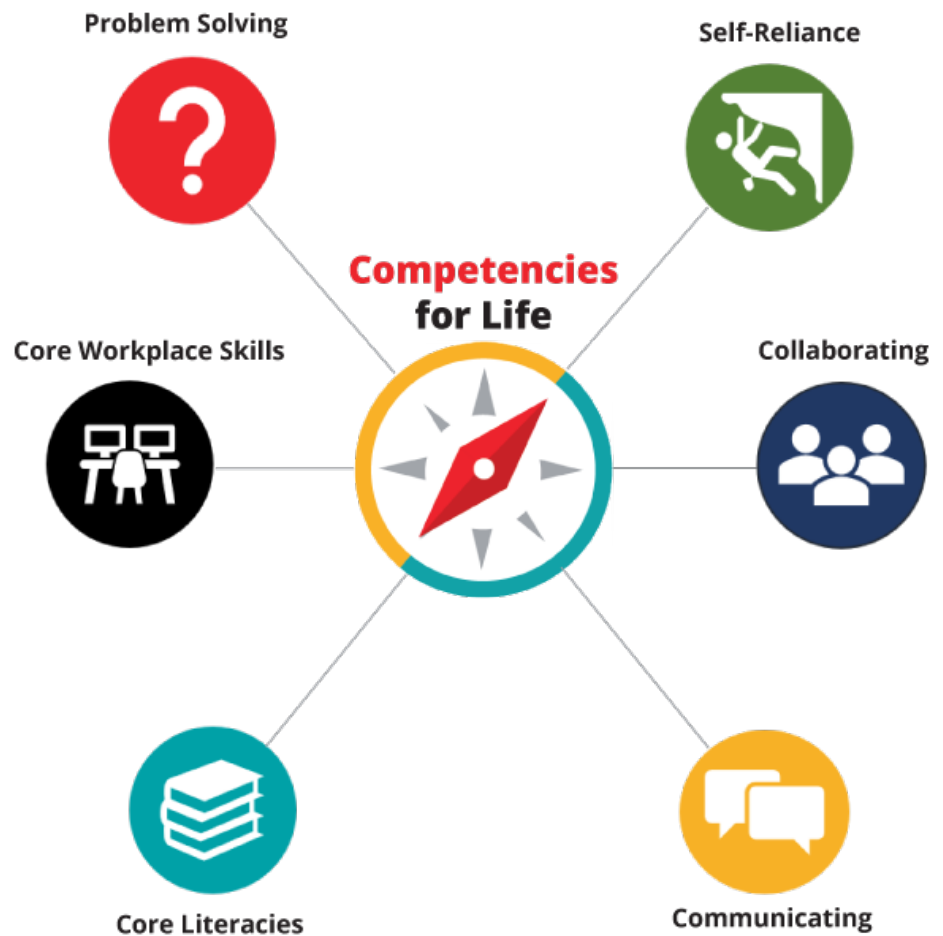 Problem Solving
Self-Reliance
Competencies
for Life
Core Workplace Skills
Collaborating
Core Literacies
Communicating